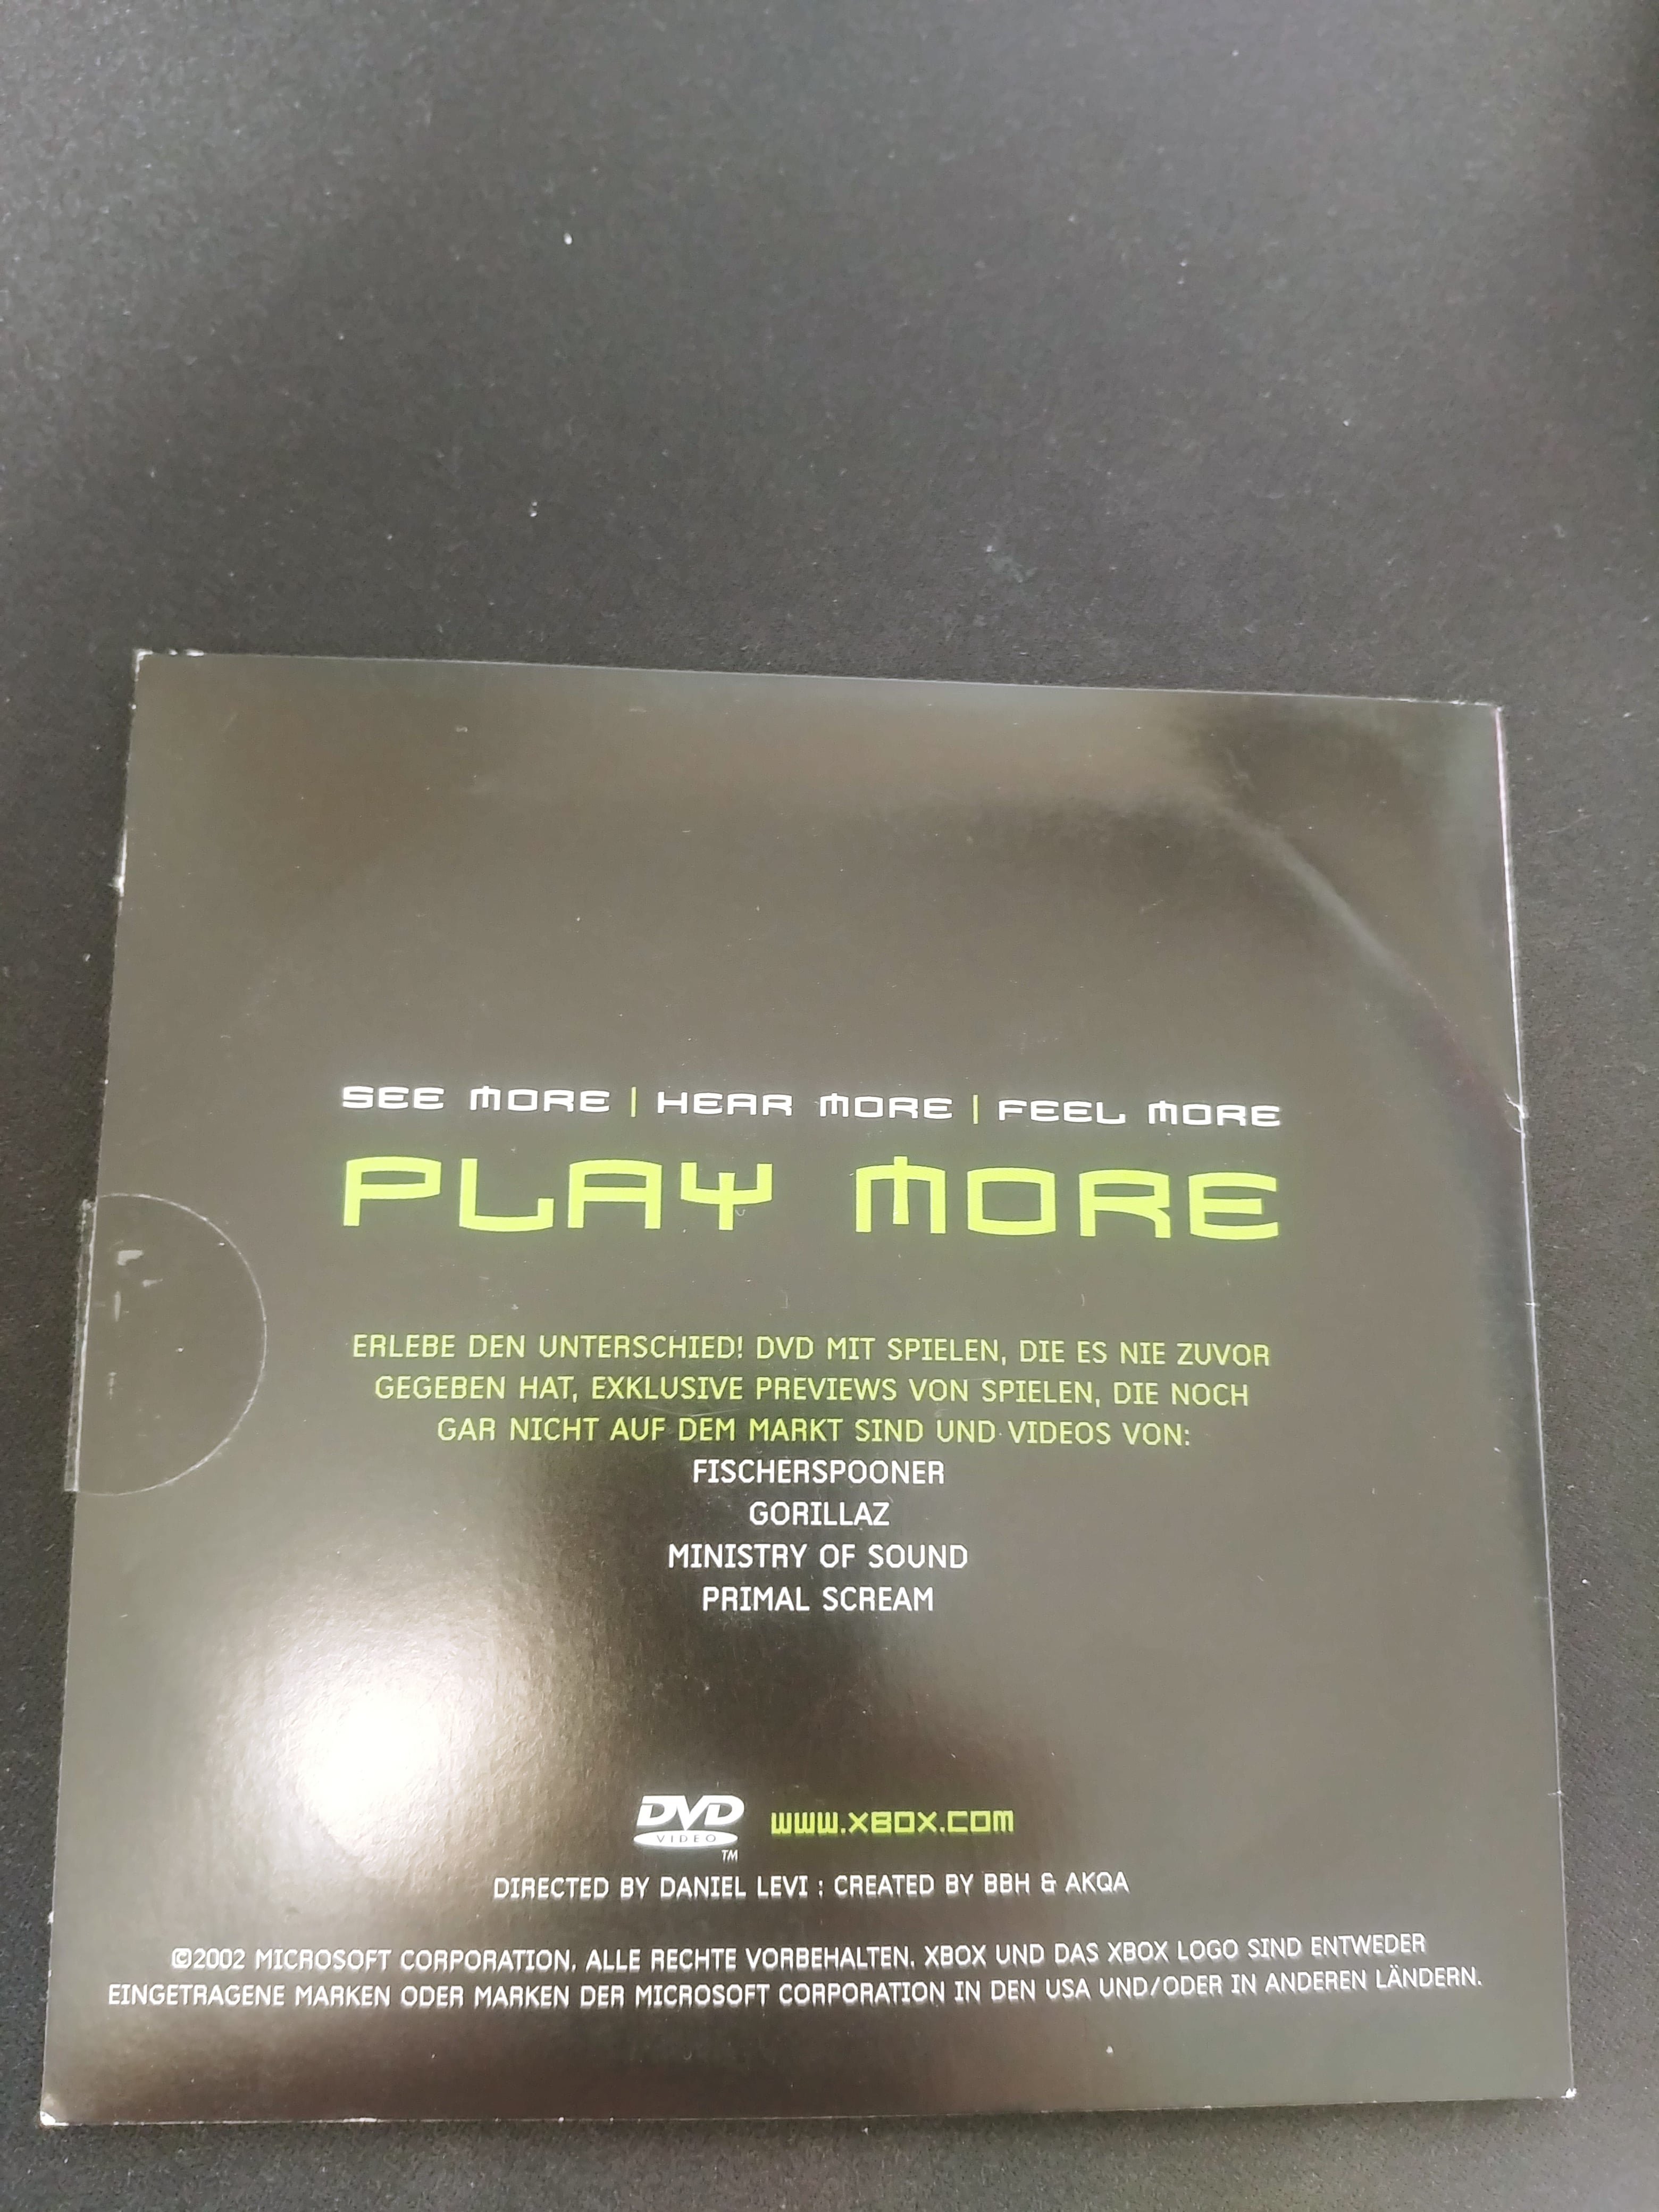 SEE MORE | HEAR MORE | FEEL MORE
PLAY MORE
ERLEBE DEN UNTERSCHIED! DVD MIT SPIELEN, DIE ES NIE ZUVOR
GEGEBEN HAT, EXKLUSIVE PREVIEWS VON SPIELEN, DIE NOCH
GAR NICHT AUF DEM MARKT SIND UND VIDEOS VON:
FISCHERSPOONER
GORILLAZ
MINISTRY OF SOUND
PRIMAL SCREAM
DVD VIDEO TM WWW.XBOX.COM
DIRECTED BY DANIEL LEVI : CREATED BY BBH & AKQA
©2002 MICROSOFT CORPORATION. ALLE RECHTE VORBEHALTEN. XBOX UND DAS XBOX LOGO SIND ENTWEDER
EINGETRAGENE MARKEN ODER MARKEN DER MICROSOFT CORPORATION IN DEN USA UND/ODER IN ANDEREN LÄNDERN.